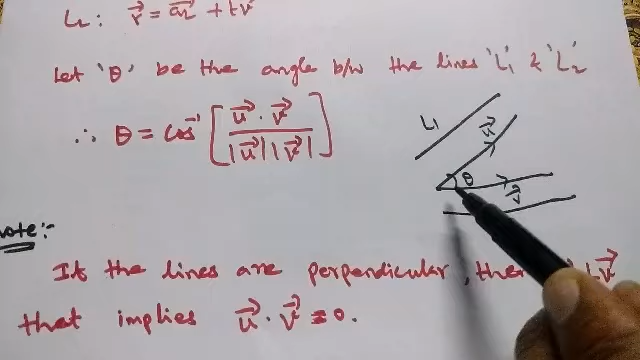 L₂: r⃗ = a⃗₂ + t v⃗
Let 'θ' be the angle b/w the lines 'L₁' & 'L₂'
∴ θ = Cos⁻¹ [ u⃗ · v⃗ / |u⃗| |v⃗| ]
L₁
u⃗
θ
v⃗
note:-
If the lines are perpendicular, then ⊥ v⃗
that implies u⃗ · v⃗ = 0.